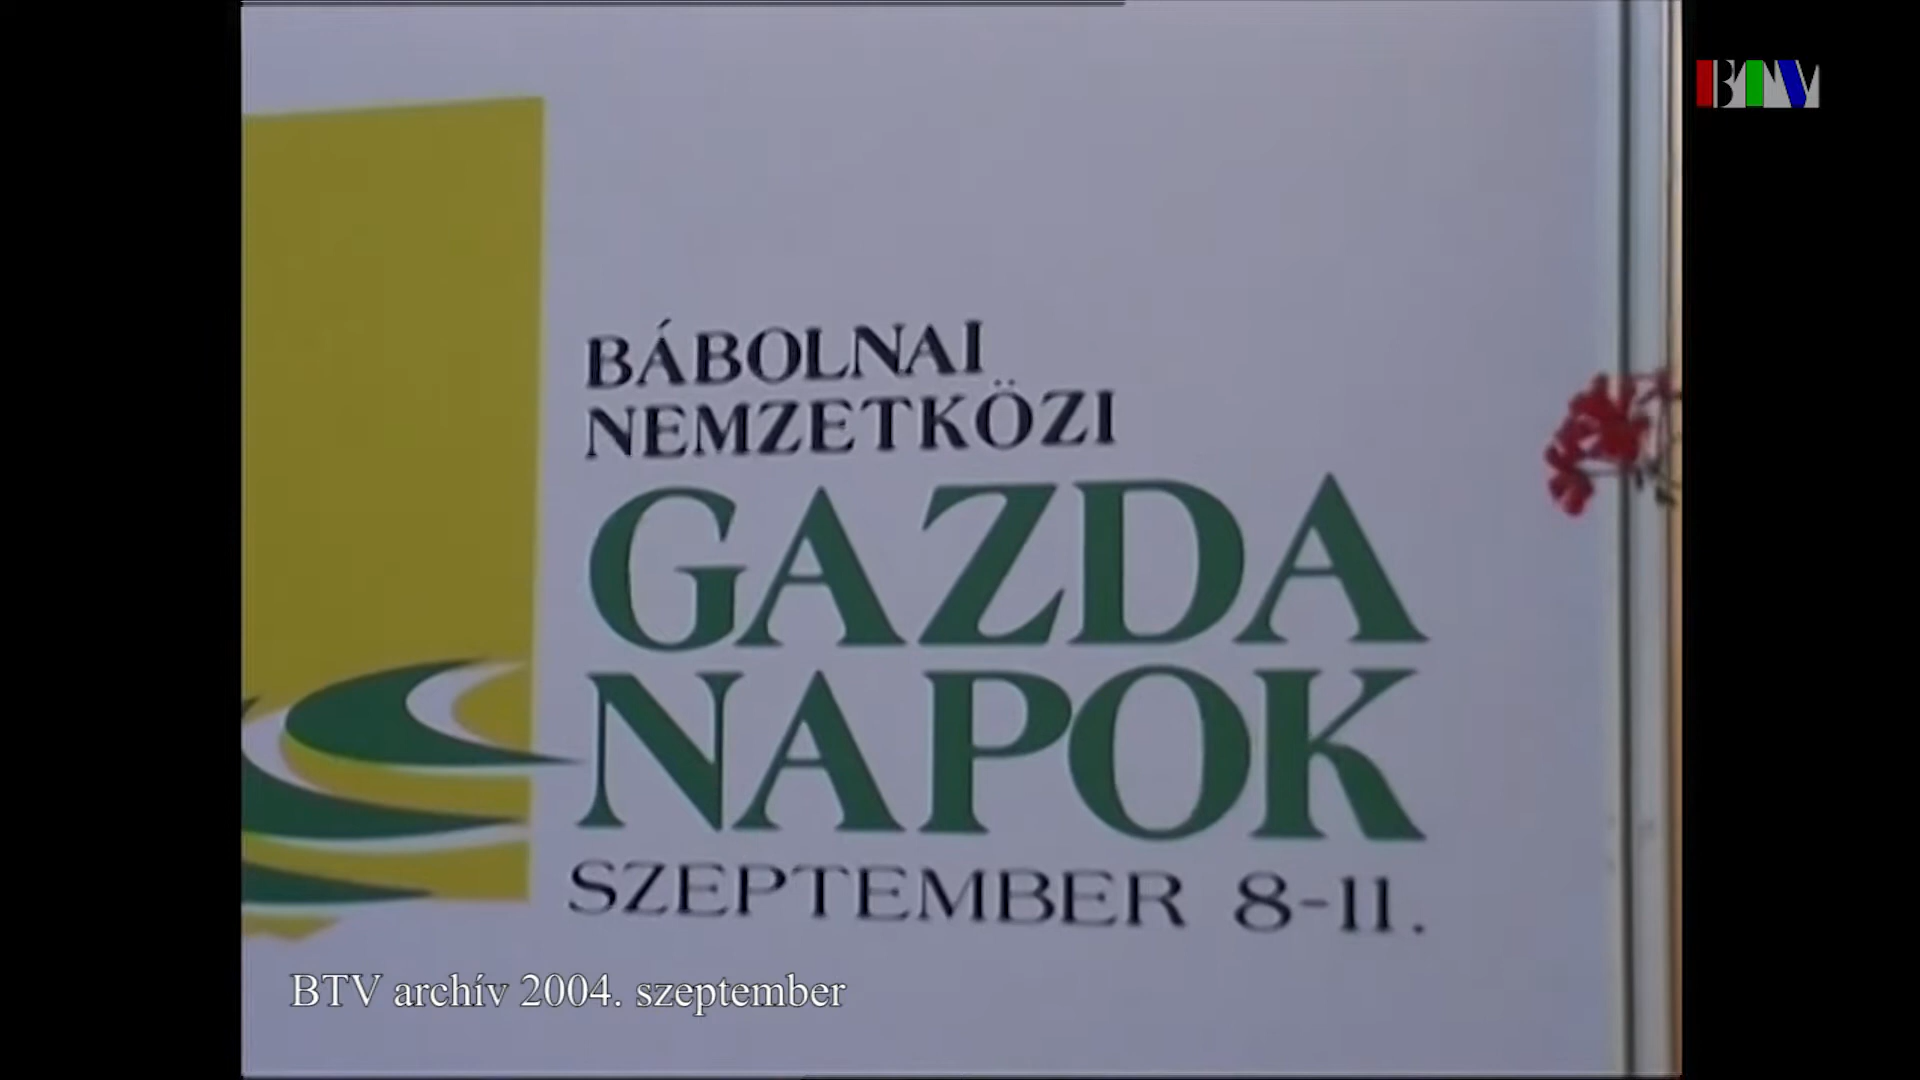 BTV
BÁBOLNAI
NEMZETKÖZI
GAZDA
NAPOK
SZEPTEMBER 8-11.
BTV archív 2004. szeptember